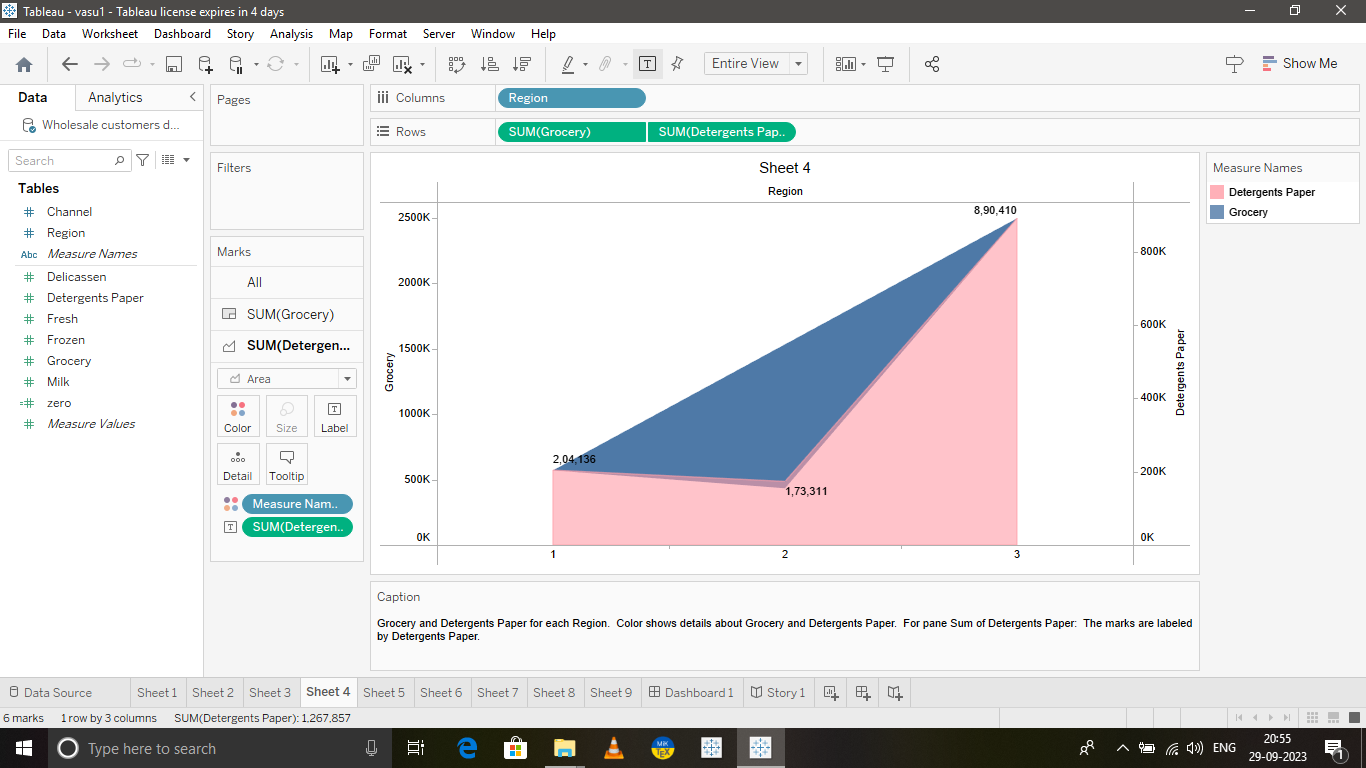 Tableau - vasu1 - Tableau license expires in 4 days
File Data Worksheet Dashboard Story Analysis Map Format Server Window Help
Entire View
Show Me
Data Analytics
Wholesale customers d...
Search
Tables
# Channel
# Region
Abc Measure Names
# Delicassen
# Detergents Paper
# Fresh
# Frozen
# Grocery
# Milk
=# zero
# Measure Values
Pages
Filters
Marks
All
SUM(Grocery)
SUM(Detergen...
Area
Color Size Label
Detail Tooltip
Measure Nam..
SUM(Detergen..
Columns Region
Rows SUM(Grocery) SUM(Detergents Pap..
Sheet 4
Region
Grocery
2500K
2000K
1500K
1000K
500K
0K
8,90,410
2,04,136
1,73,311
1 2 3
800K
600K
400K
200K
0K
Detergents Paper
Caption
Grocery and Detergents Paper for each Region. Color shows details about Grocery and Detergents Paper. For pane Sum of Detergents Paper: The marks are labeled
by Detergents Paper.
Measure Names
Detergents Paper
Grocery
Data Source Sheet 1 Sheet 2 Sheet 3 Sheet 4 Sheet 5 Sheet 6 Sheet 7 Sheet 8 Sheet 9 Dashboard 1 Story 1
6 marks 1 row by 3 columns SUM(Detergents Paper): 1,267,857
Type here to search
MiK
TEX
ENG
20:55
29-09-2023
1